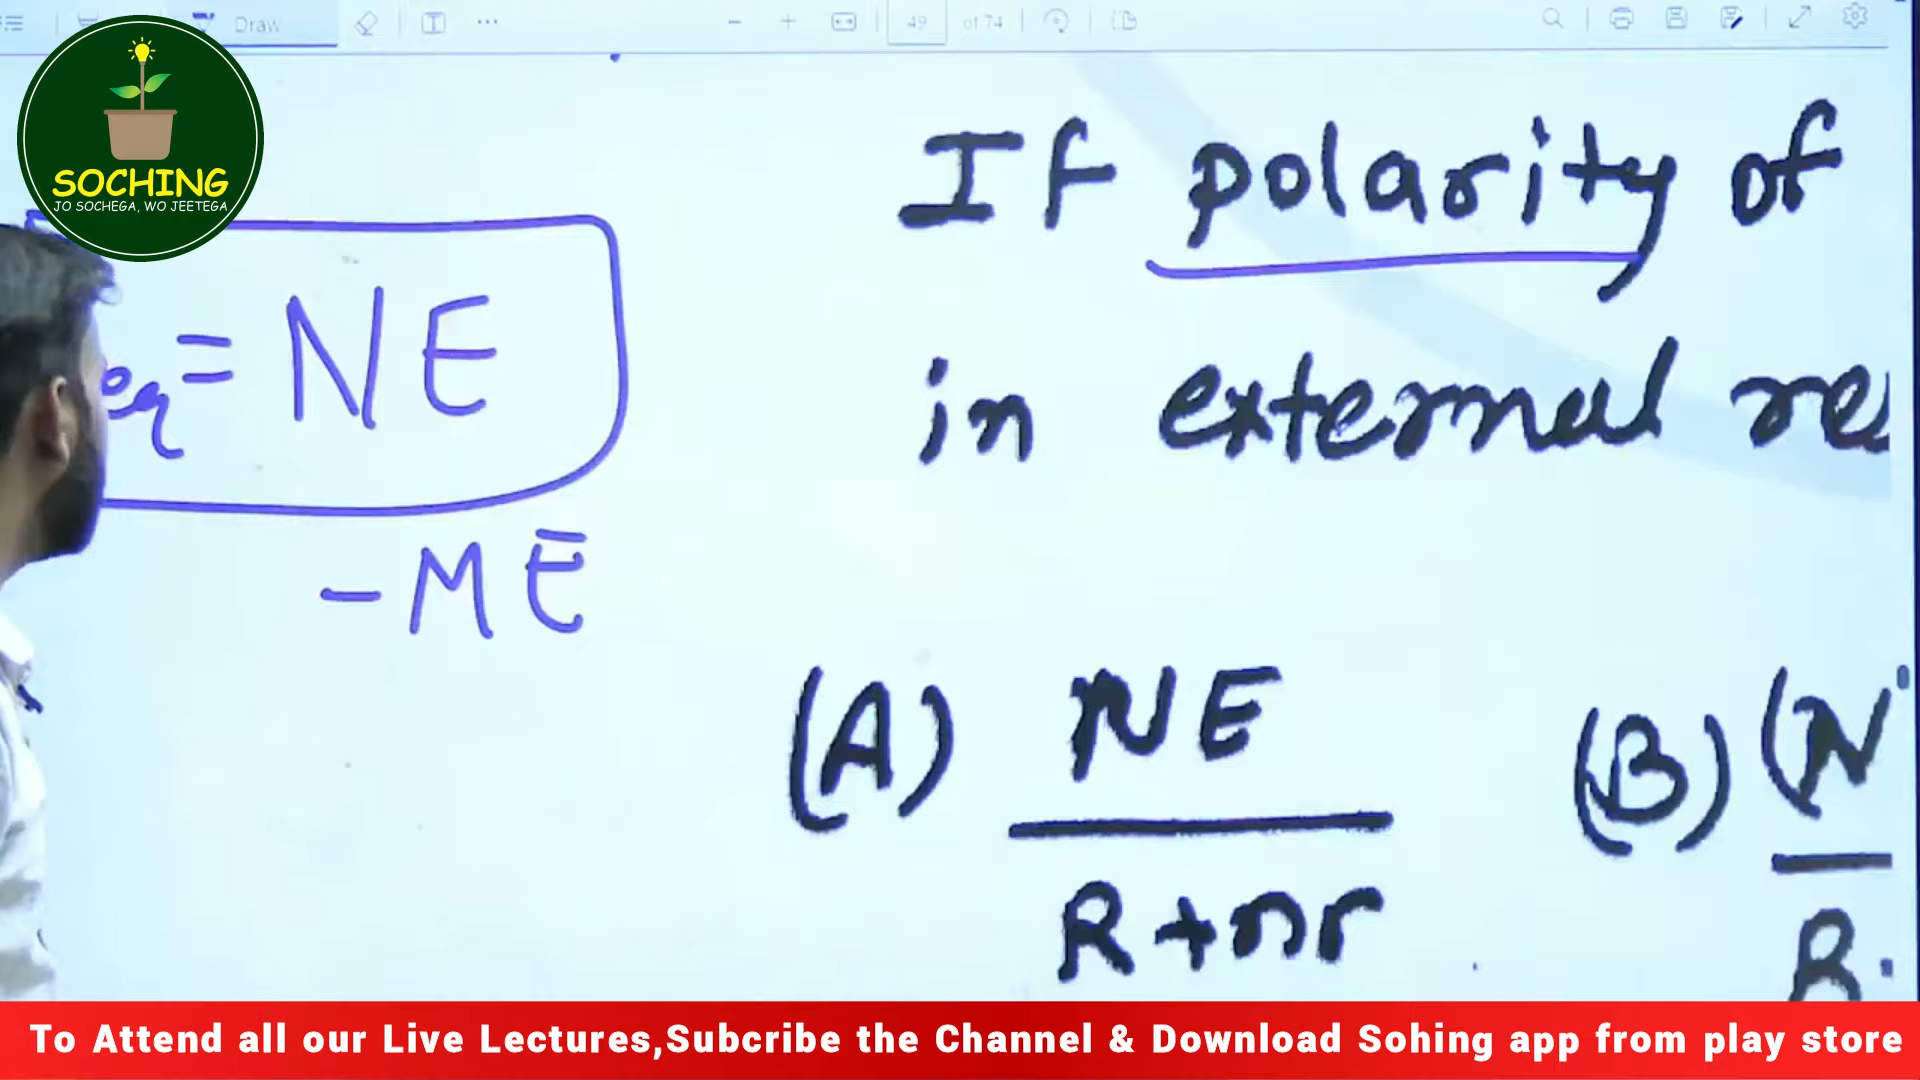 Draw
49 of 74
SOCHING
JO SOCHEGA, WO JEETEGA
eq = NE
- ME
If polarity of
in external
(A) NE
R + nr
(B) (N
R
To Attend all our Live Lectures,Subcribe the Channel & Download Sohing app from play store